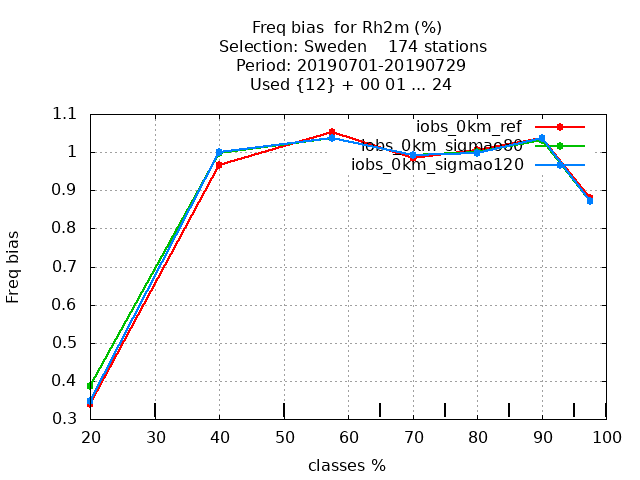 Freq bias for Rh2m (%)
Selection: Sweden 174 stations
Period: 20190701-20190729
Used {12} + 00 01 ... 24
1.1
1
0.9
0.8
0.7
0.6
0.5
0.4
0.3
Freq bias
iobs_0km_ref
iobs_0km_sigmao80
iobs_0km_sigmao120
20 30 40 50 60 70 80 90 100
classes %